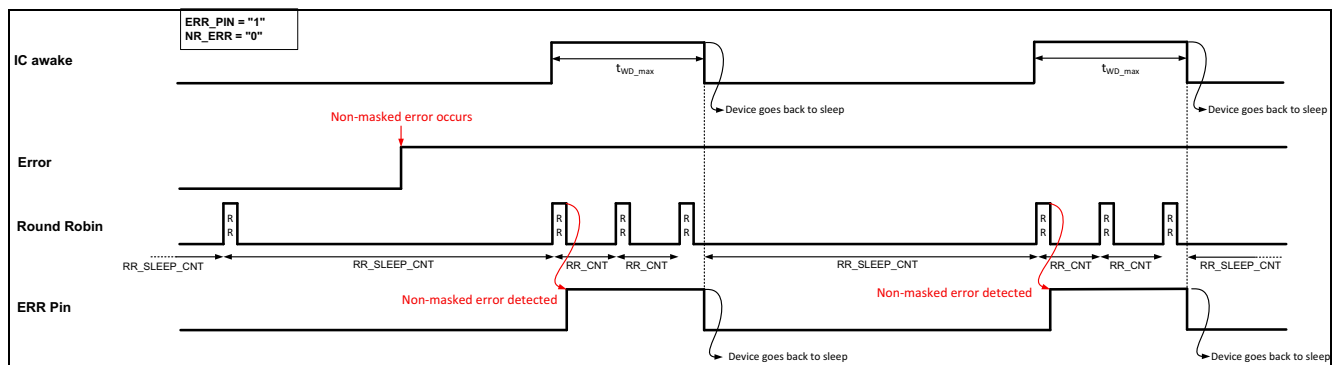 ERR_PIN = "1"
NR_ERR = "0"
IC awake
tWD_max
tWD_max
Device goes back to sleep
Device goes back to sleep
Non-masked error occurs
Error
Round Robin
R R
R R
R R
R R
R R
R R
R R
RR_SLEEP_CNT
RR_SLEEP_CNT
RR_CNT
RR_CNT
RR_SLEEP_CNT
RR_CNT
RR_CNT
RR_SLEEP_CNT
Non-masked error detected
Non-masked error detected
ERR Pin
Device goes back to sleep
Device goes back to sleep